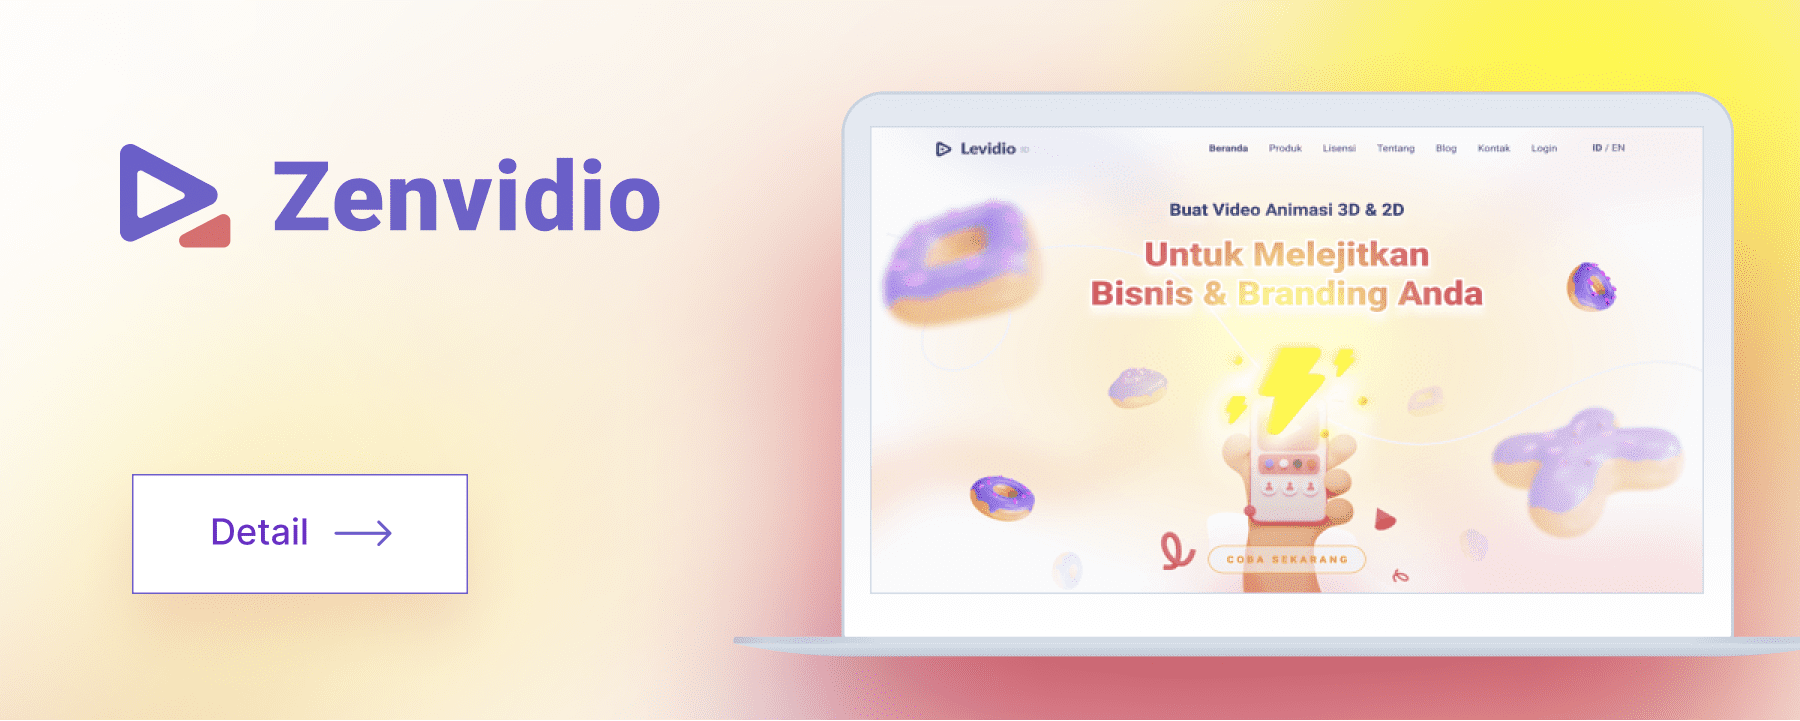 Zenvidio
Detail
Levidio ID
Beranda Produk Lisensi Tentang Blog Kontak Login ID / EN
Buat Video Animasi 3D & 2D
Untuk Melejitkan
Bisnis & Branding Anda
COBA SEKARANG